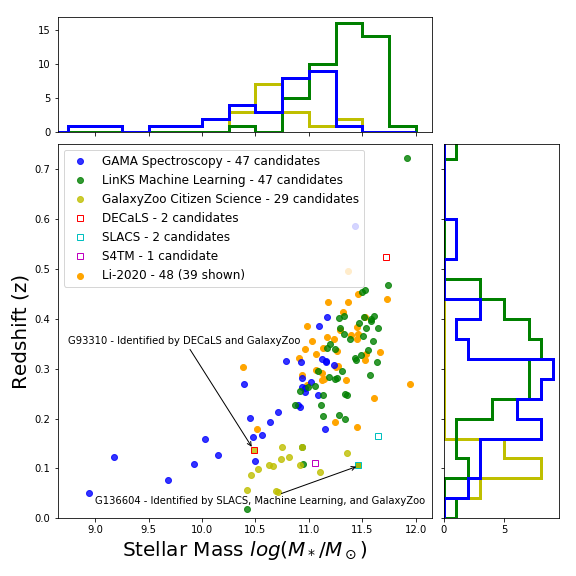 15
10
5
0
0.7
0.6
0.5
0.4
0.3
0.2
0.1
0.0
Redshift (z)
GAMA Spectroscopy - 47 candidates
LinKS Machine Learning - 47 candidates
GalaxyZoo Citizen Science - 29 candidates
DECaLS - 2 candidates
SLACS - 2 candidates
S4TM - 1 candidate
Li-2020 - 48 (39 shown)
G93310 - Identified by DECaLS and GalaxyZoo
G136604 - Identified by SLACS, Machine Learning, and GalaxyZoo
9.0 9.5 10.0 10.5 11.0 11.5 12.0
Stellar Mass log(M*/M⊙)
0 5